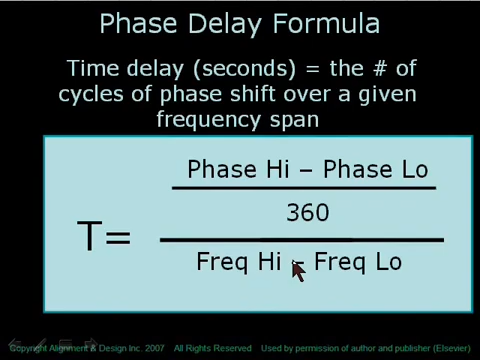 Phase Delay Formula
Time delay (seconds) = the # of
cycles of phase shift over a given
frequency span
Phase Hi – Phase Lo
360
T=
Freq Hi – Freq Lo
Copyright Alignment & Design Inc. 2007 All Rights Reserved Used by permission of author and publisher (Elsevier)